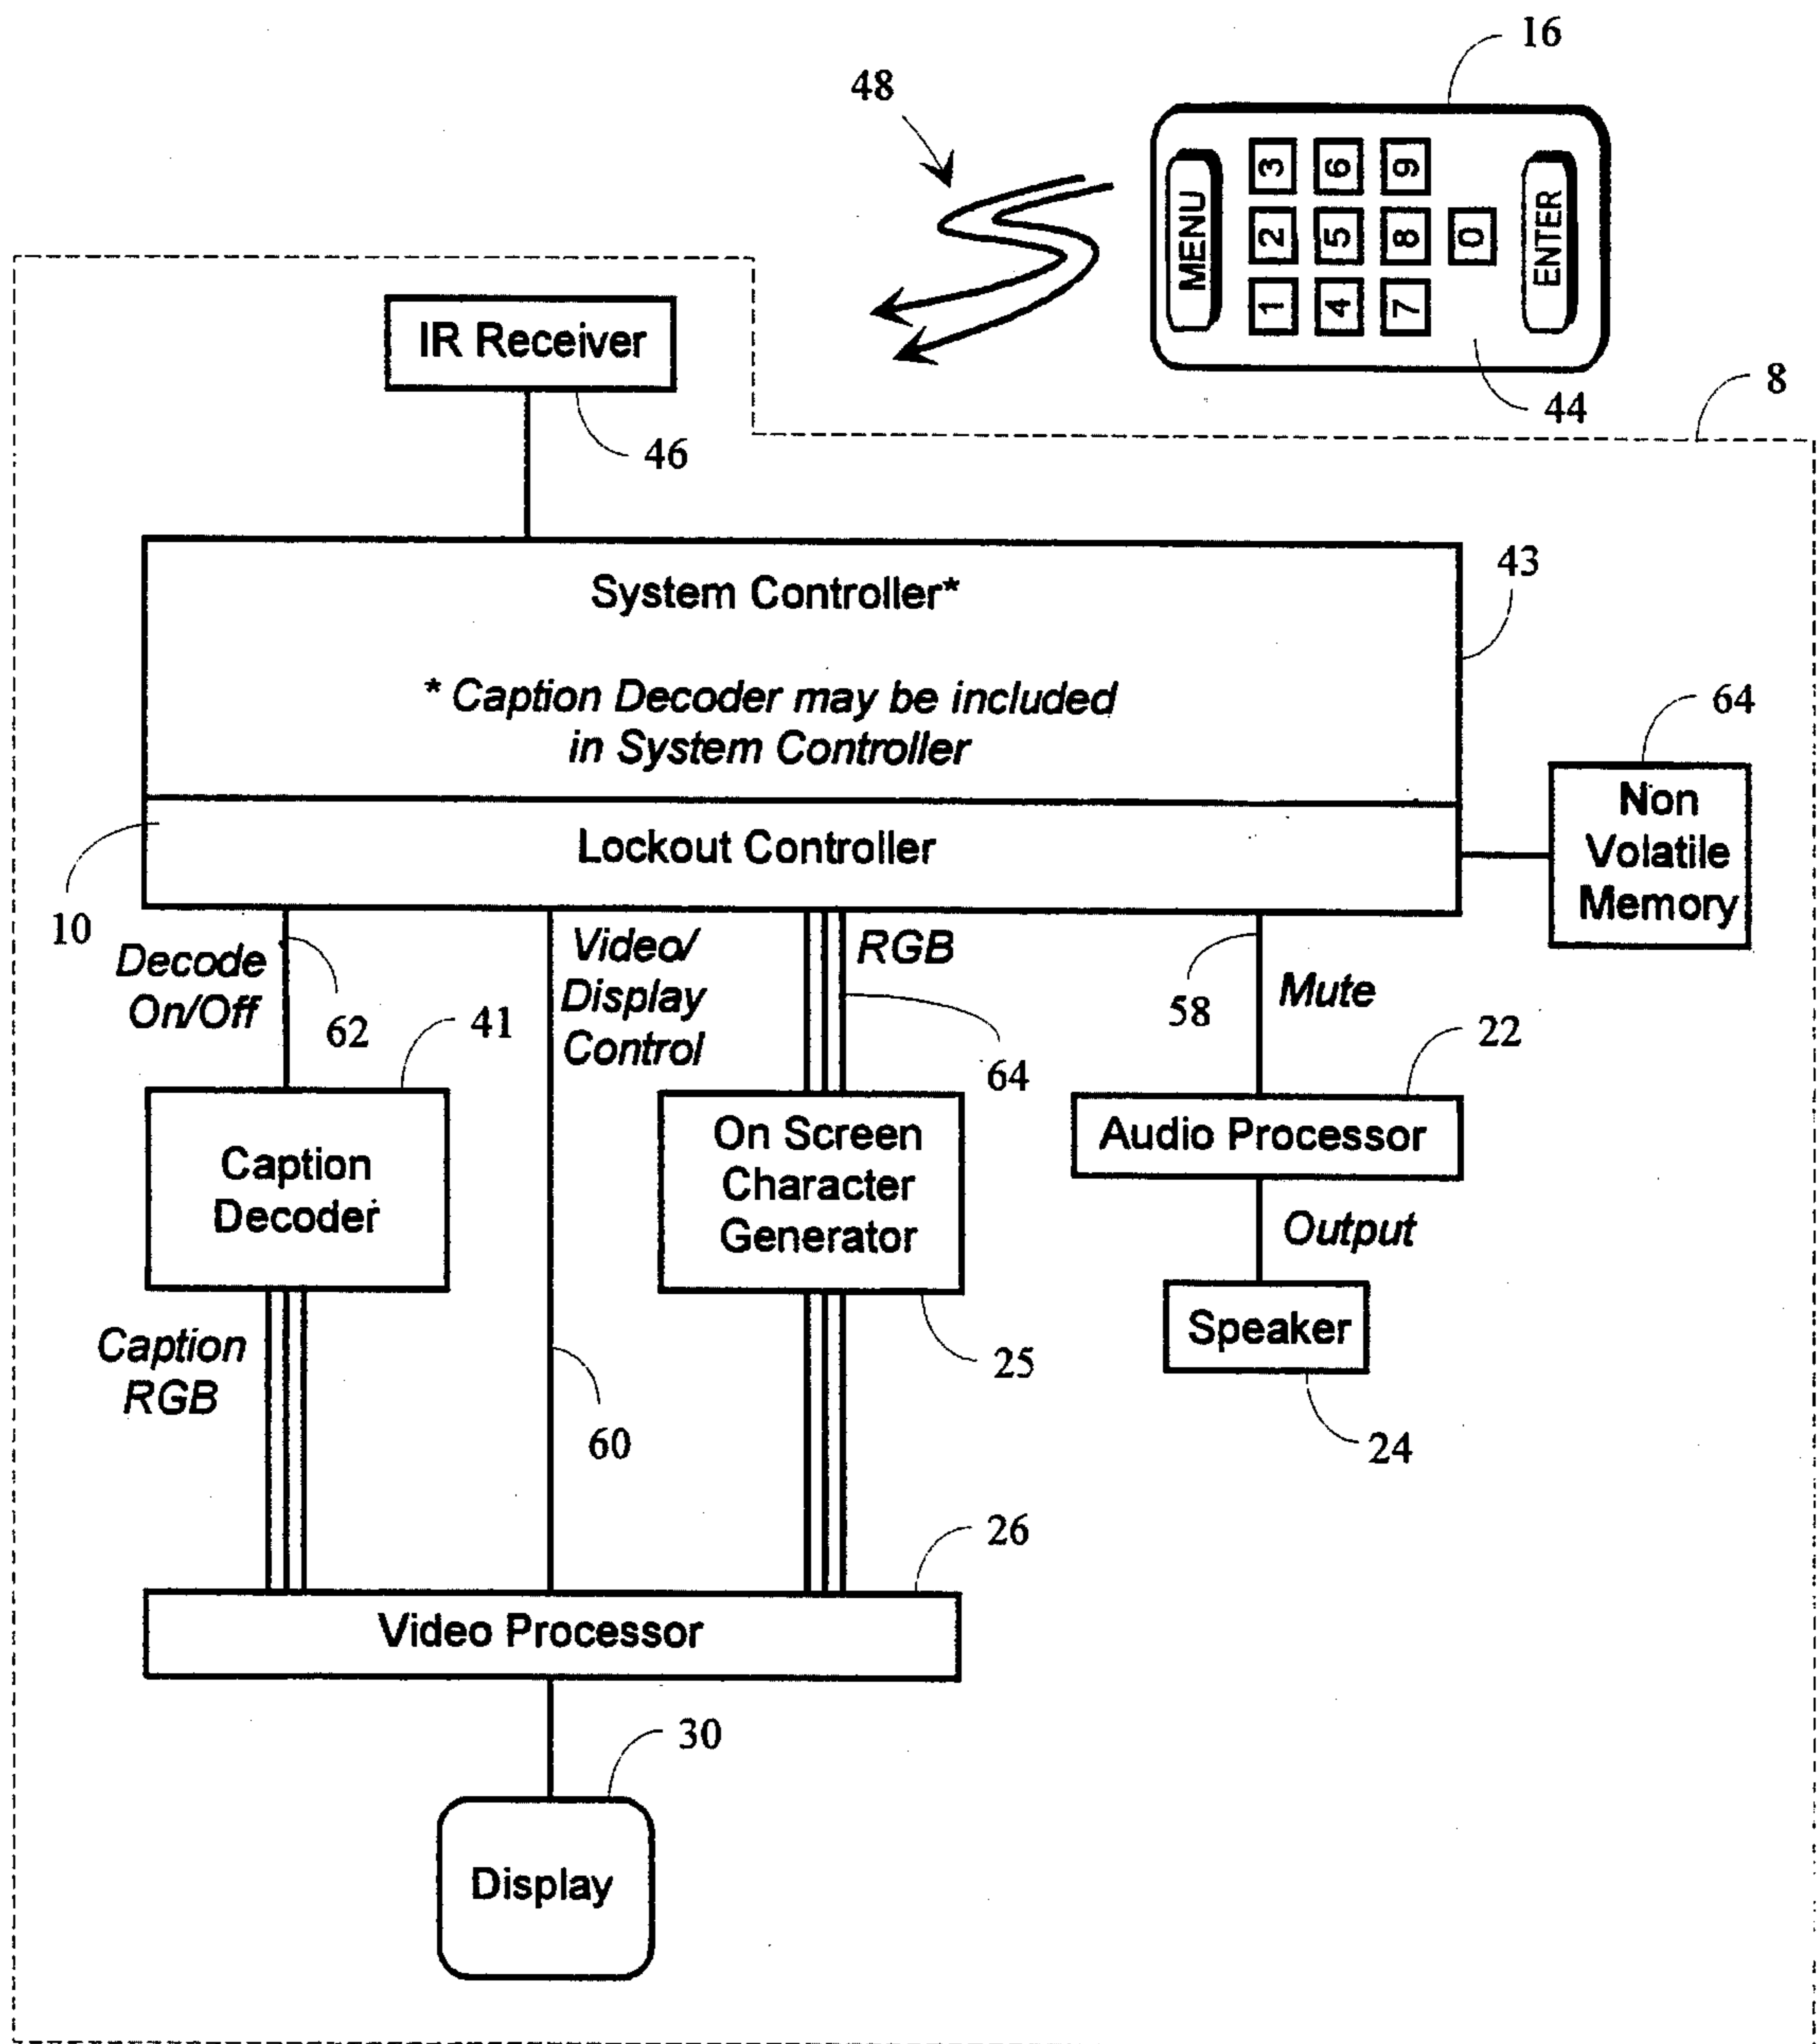 16
48
MENU
1 2 3
4 5 6
7 8 9
0
ENTER
44
8
IR Receiver
46
System Controller*
* Caption Decoder may be included
in System Controller
43
Lockout Controller
10
64
Non
Volatile
Memory
Decode
On/Off
62
Video/
Display
Control
RGB
64
58
Mute
41
Caption
Decoder
On Screen
Character
Generator
25
22
Audio Processor
Output
Speaker
24
Caption
RGB
60
26
Video Processor
30
Display